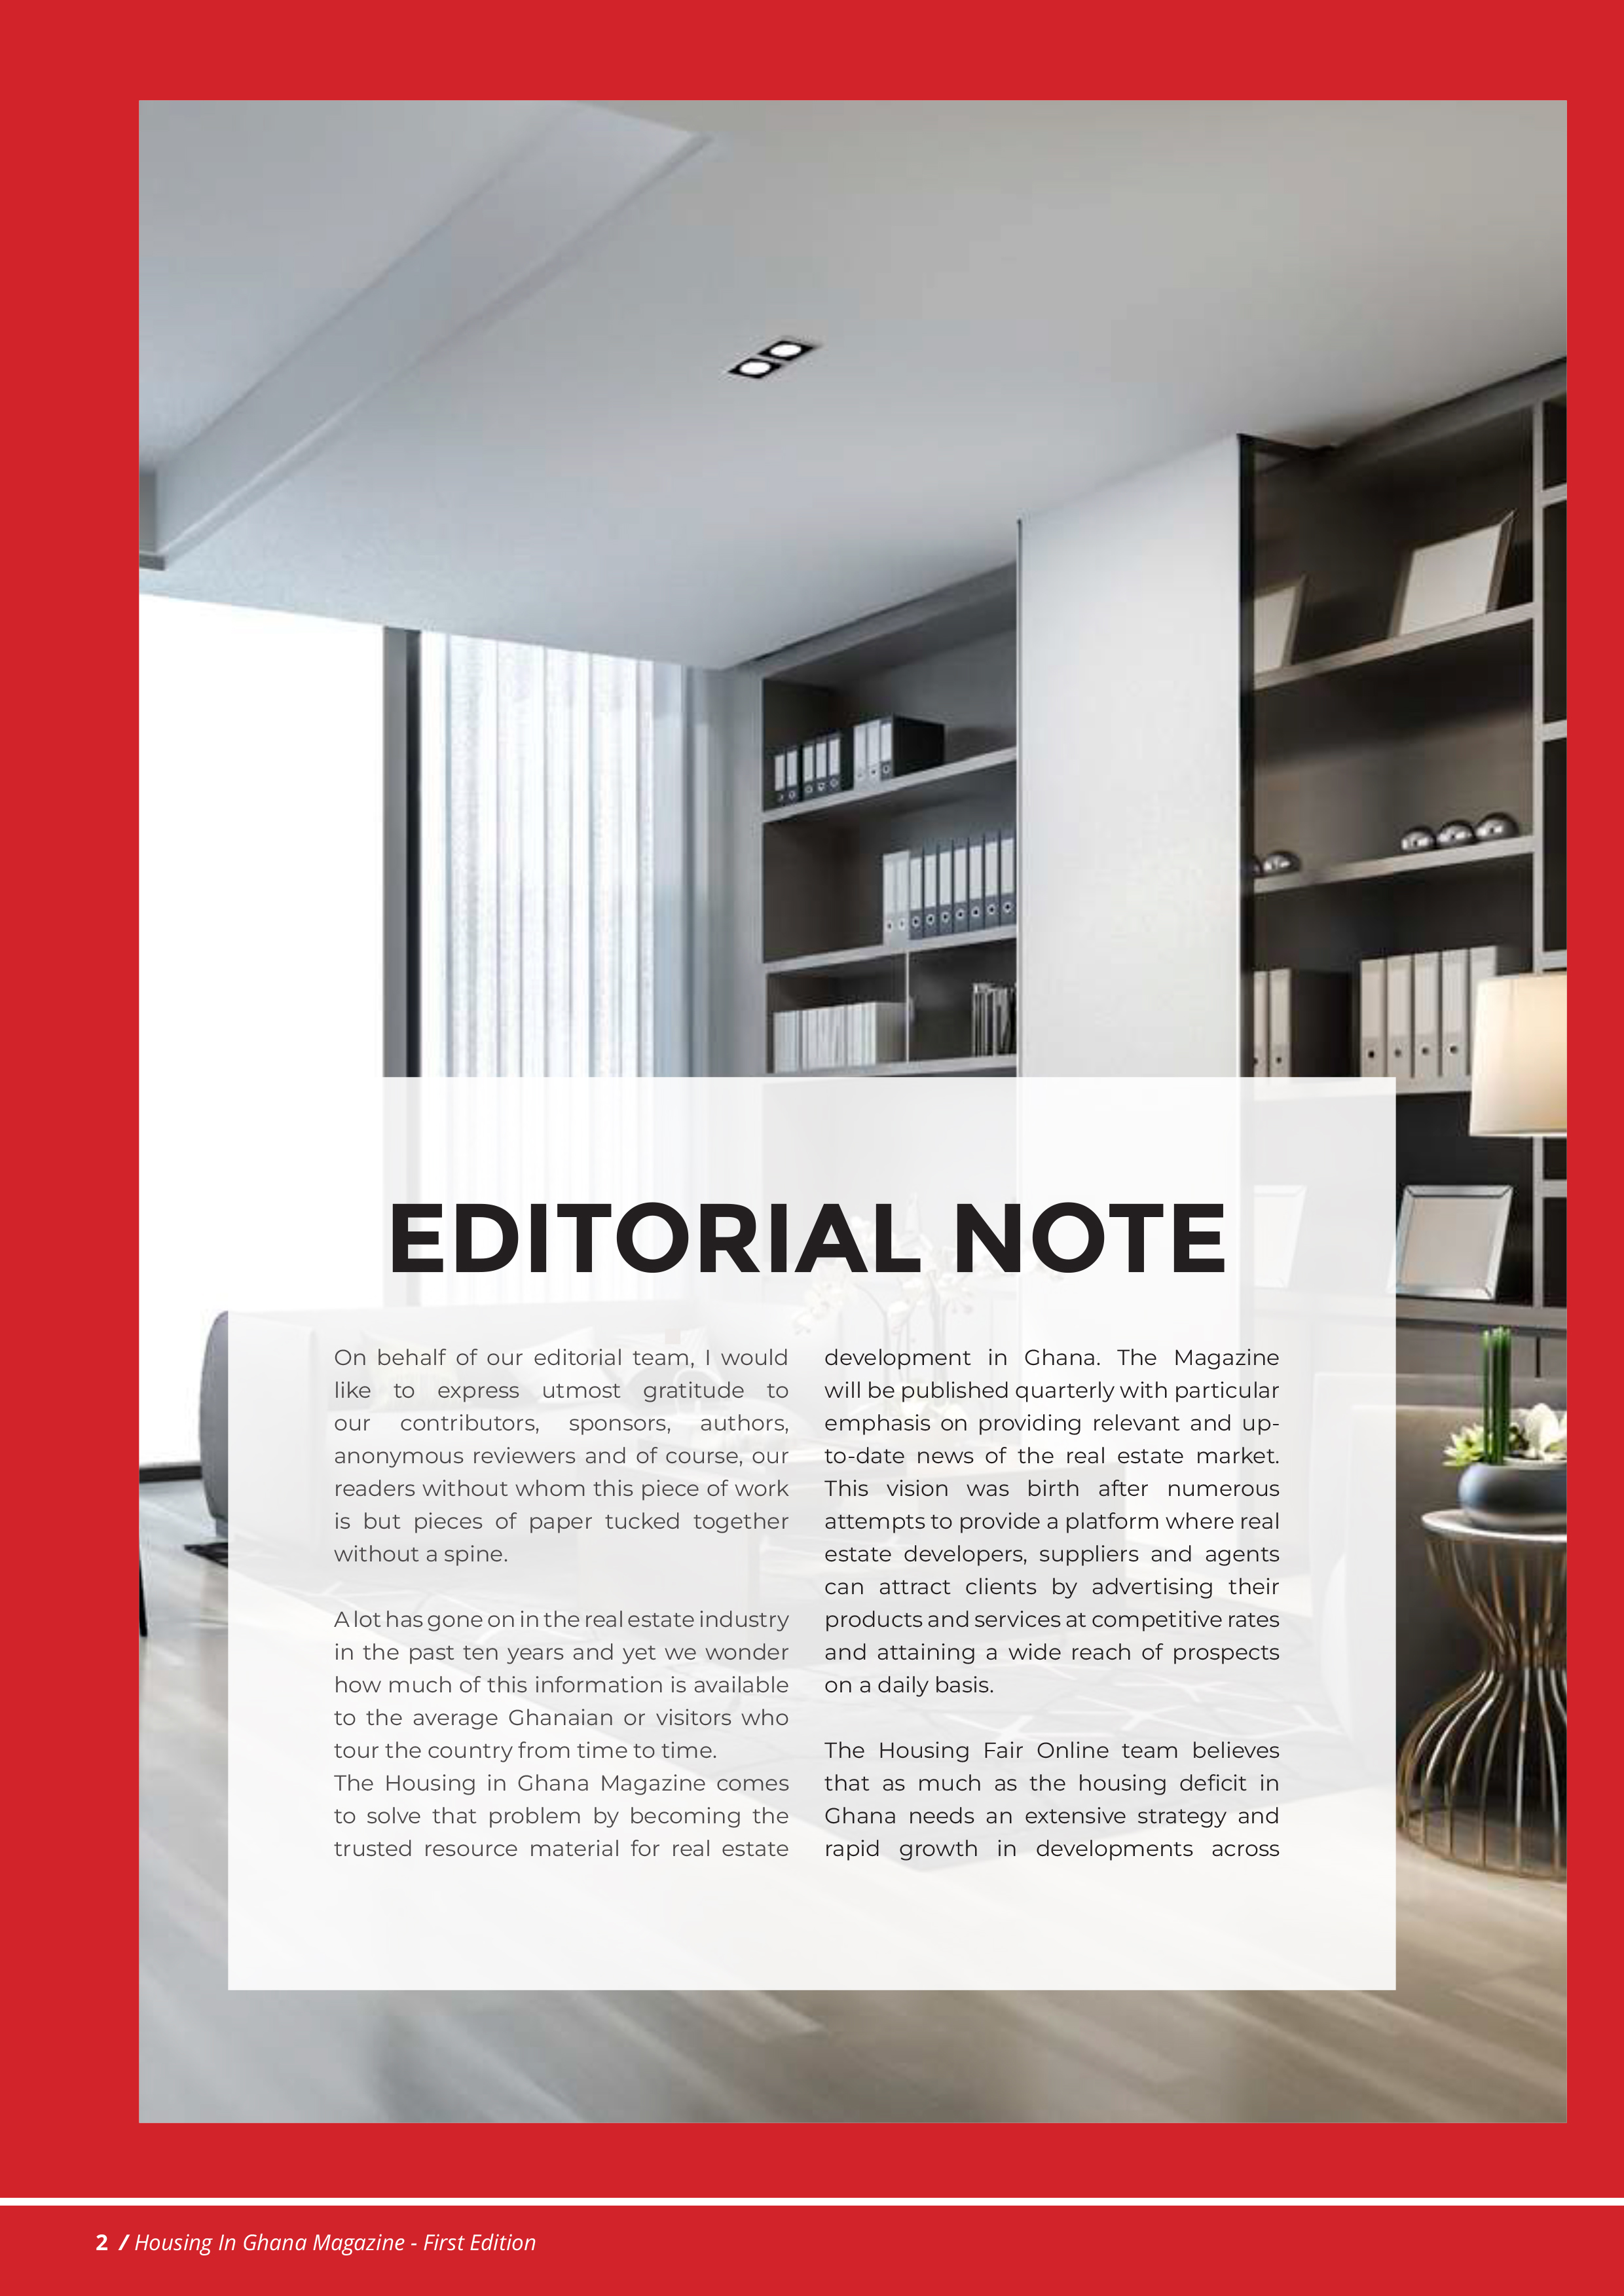 EDITORIAL NOTE
On behalf of our editorial team, I would
like to express utmost gratitude to
our contributors, sponsors, authors,
anonymous reviewers and of course, our
readers without whom this piece of work
is but pieces of paper tucked together
without a spine.
A lot has gone on in the real estate industry
in the past ten years and yet we wonder
how much of this information is available
to the average Ghanaian or visitors who
tour the country from time to time.
The Housing in Ghana Magazine comes
to solve that problem by becoming the
trusted resource material for real estate
development in Ghana. The Magazine
will be published quarterly with particular
emphasis on providing relevant and up-
to-date news of the real estate market.
This vision was birth after numerous
attempts to provide a platform where real
estate developers, suppliers and agents
can attract clients by advertising their
products and services at competitive rates
and attaining a wide reach of prospects
on a daily basis.
The Housing Fair Online team believes
that as much as the housing deficit in
Ghana needs an extensive strategy and
rapid growth in developments across
2 / Housing In Ghana Magazine - First Edition